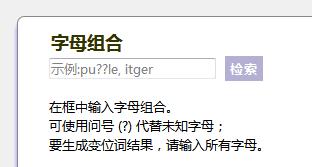 字母组合
示例:pu??le, itger 检索
在框中输入字母组合。
可使用问号 (?) 代替未知字母；
要生成变位词结果，请输入所有字母。